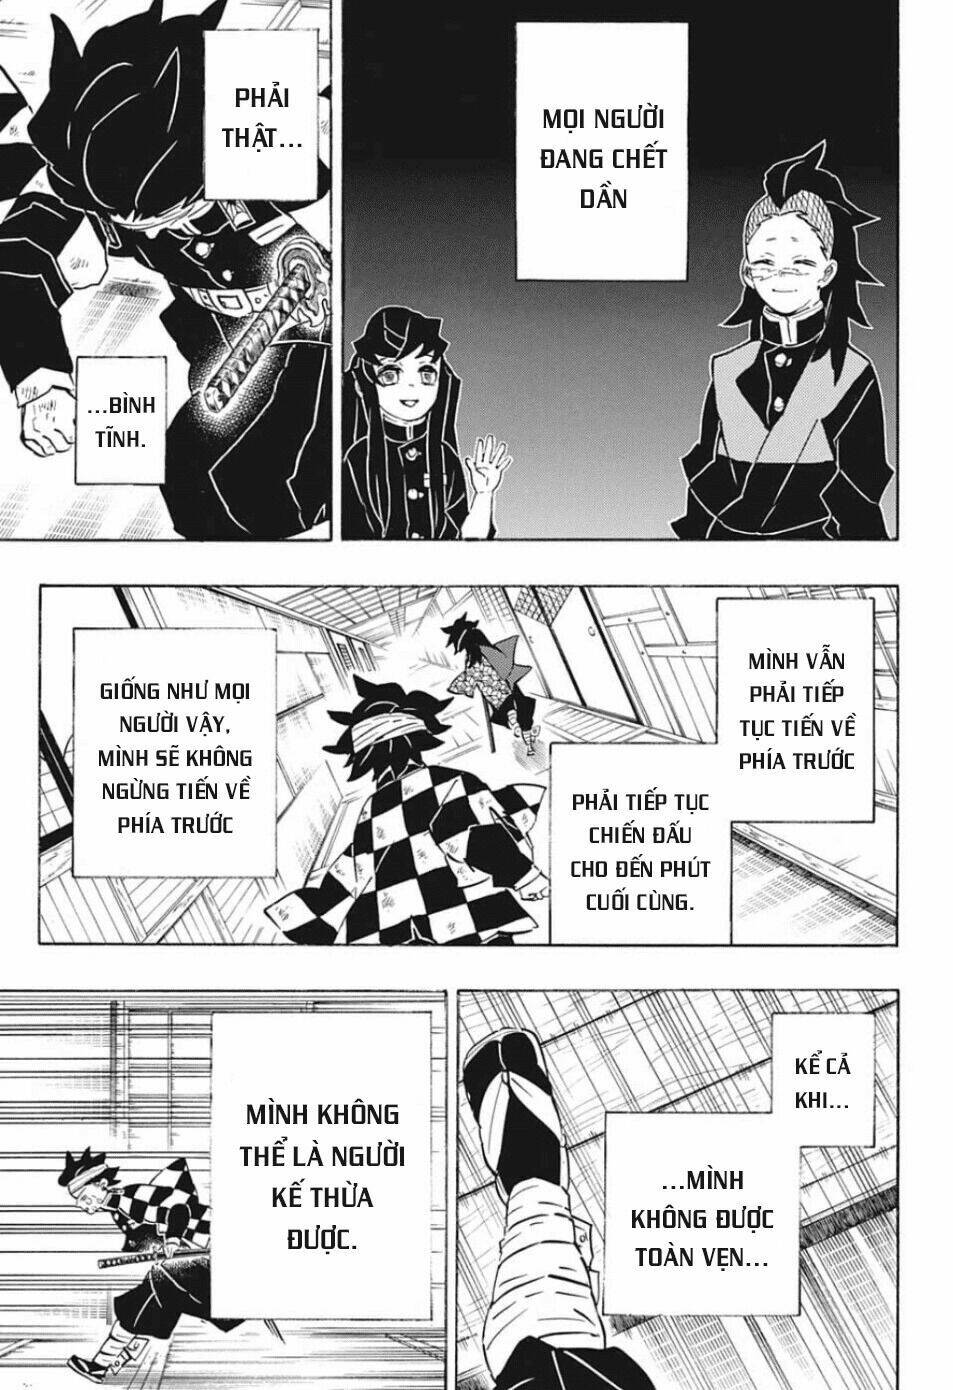 MỌI NGƯỜI
ĐANG CHẾT
DẦN
PHẢI
THẬT...
...BÌNH
TĨNH.
MÌNH VẪN
PHẢI TIẾP
TỤC TIẾN VỀ
PHÍA TRƯỚC
PHẢI TIẾP TỤC
CHIẾN ĐẤU
CHO ĐẾN PHÚT
CUỐI CÙNG.
GIỐNG NHƯ MỌI
NGƯỜI VẬY,
MÌNH SẼ KHÔNG
NGỪNG TIẾN VỀ
PHÍA TRƯỚC
KỂ CẢ
KHI...
...MÌNH
KHÔNG ĐƯỢC
TOÀN VẸN...
MÌNH KHÔNG
THỂ LÀ NGƯỜI
KẾ THỪA
ĐƯỢC.